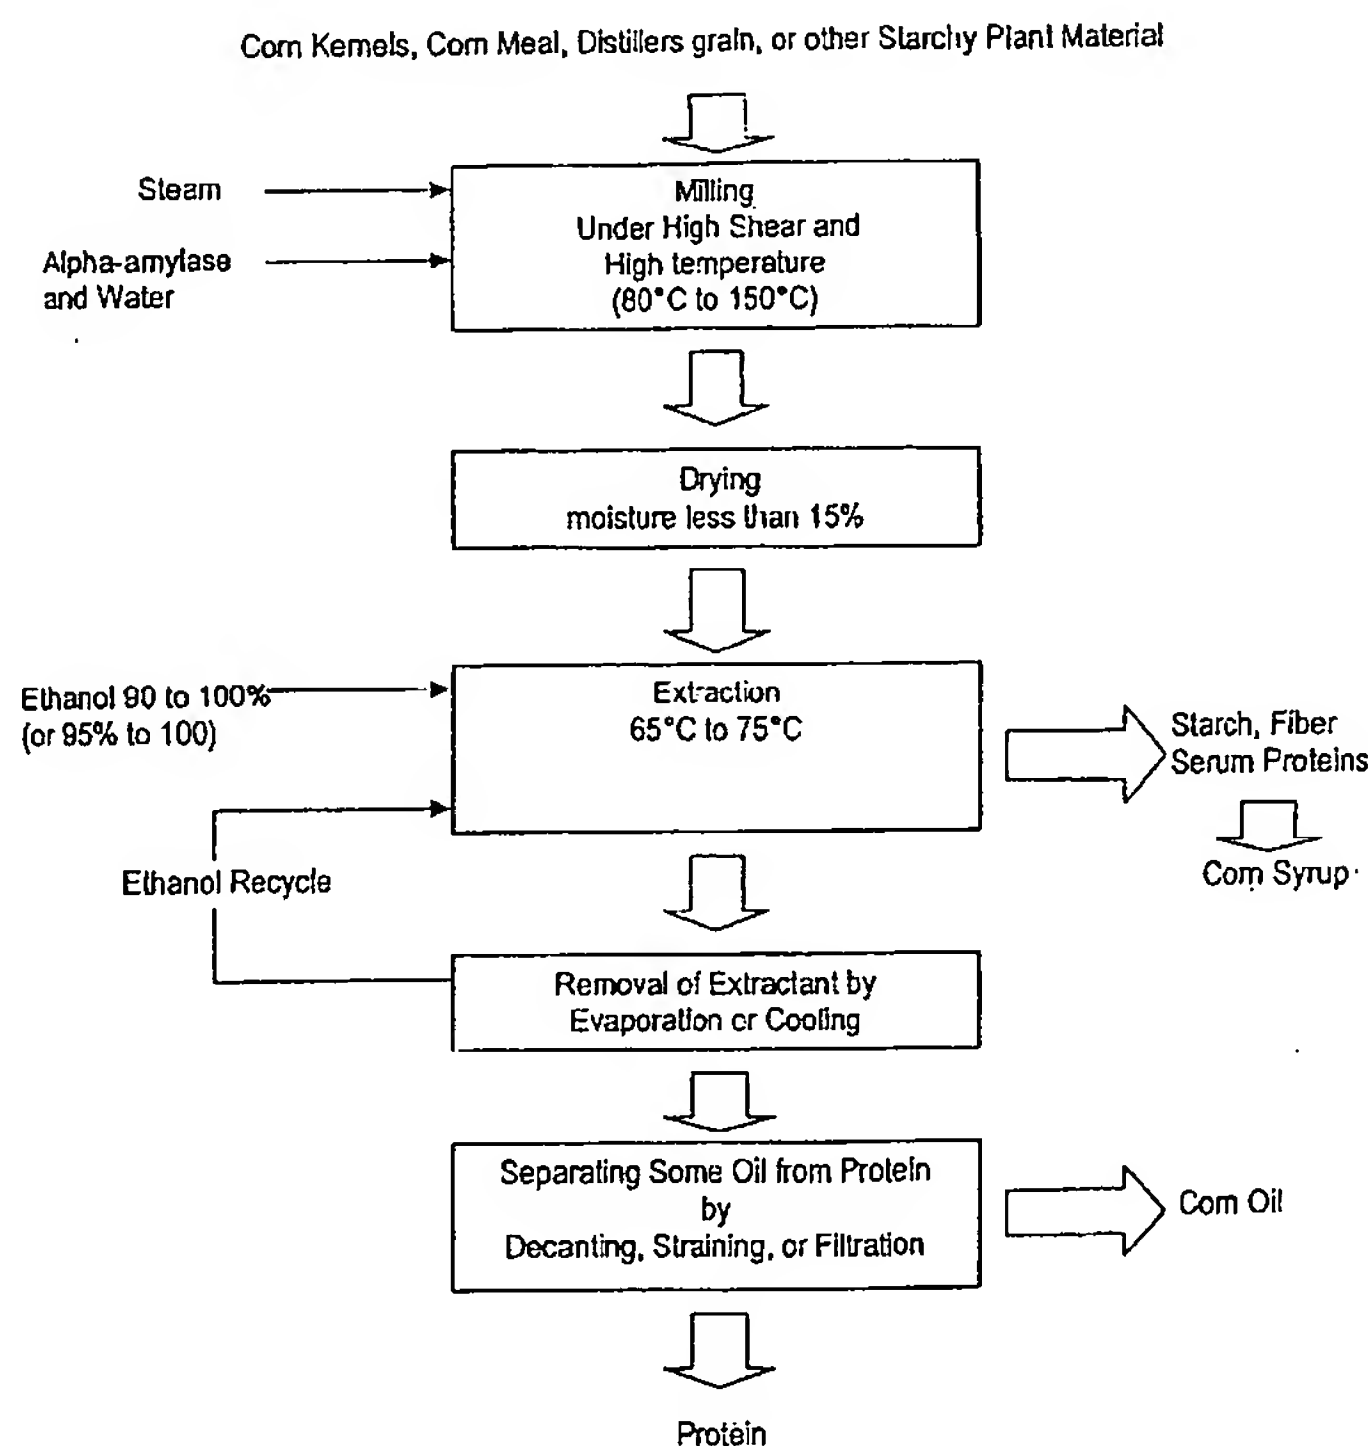 Corn Kernels, Corn Meal, Distillers grain, or other Starchy Plant Material
Steam
Alpha-amylase
and Water
Milling
Under High Shear and
High temperature
(80°C to 150°C)
Drying
moisture less than 15%
Ethanol 90 to 100%
(or 95% to 100)
Extraction
65°C to 75°C
Starch, Fiber
Serum Proteins
Corn Syrup
Ethanol Recycle
Removal of Extractant by
Evaporation or Cooling
Separating Some Oil from Protein
by
Decanting, Straining, or Filtration
Corn Oil
Protein